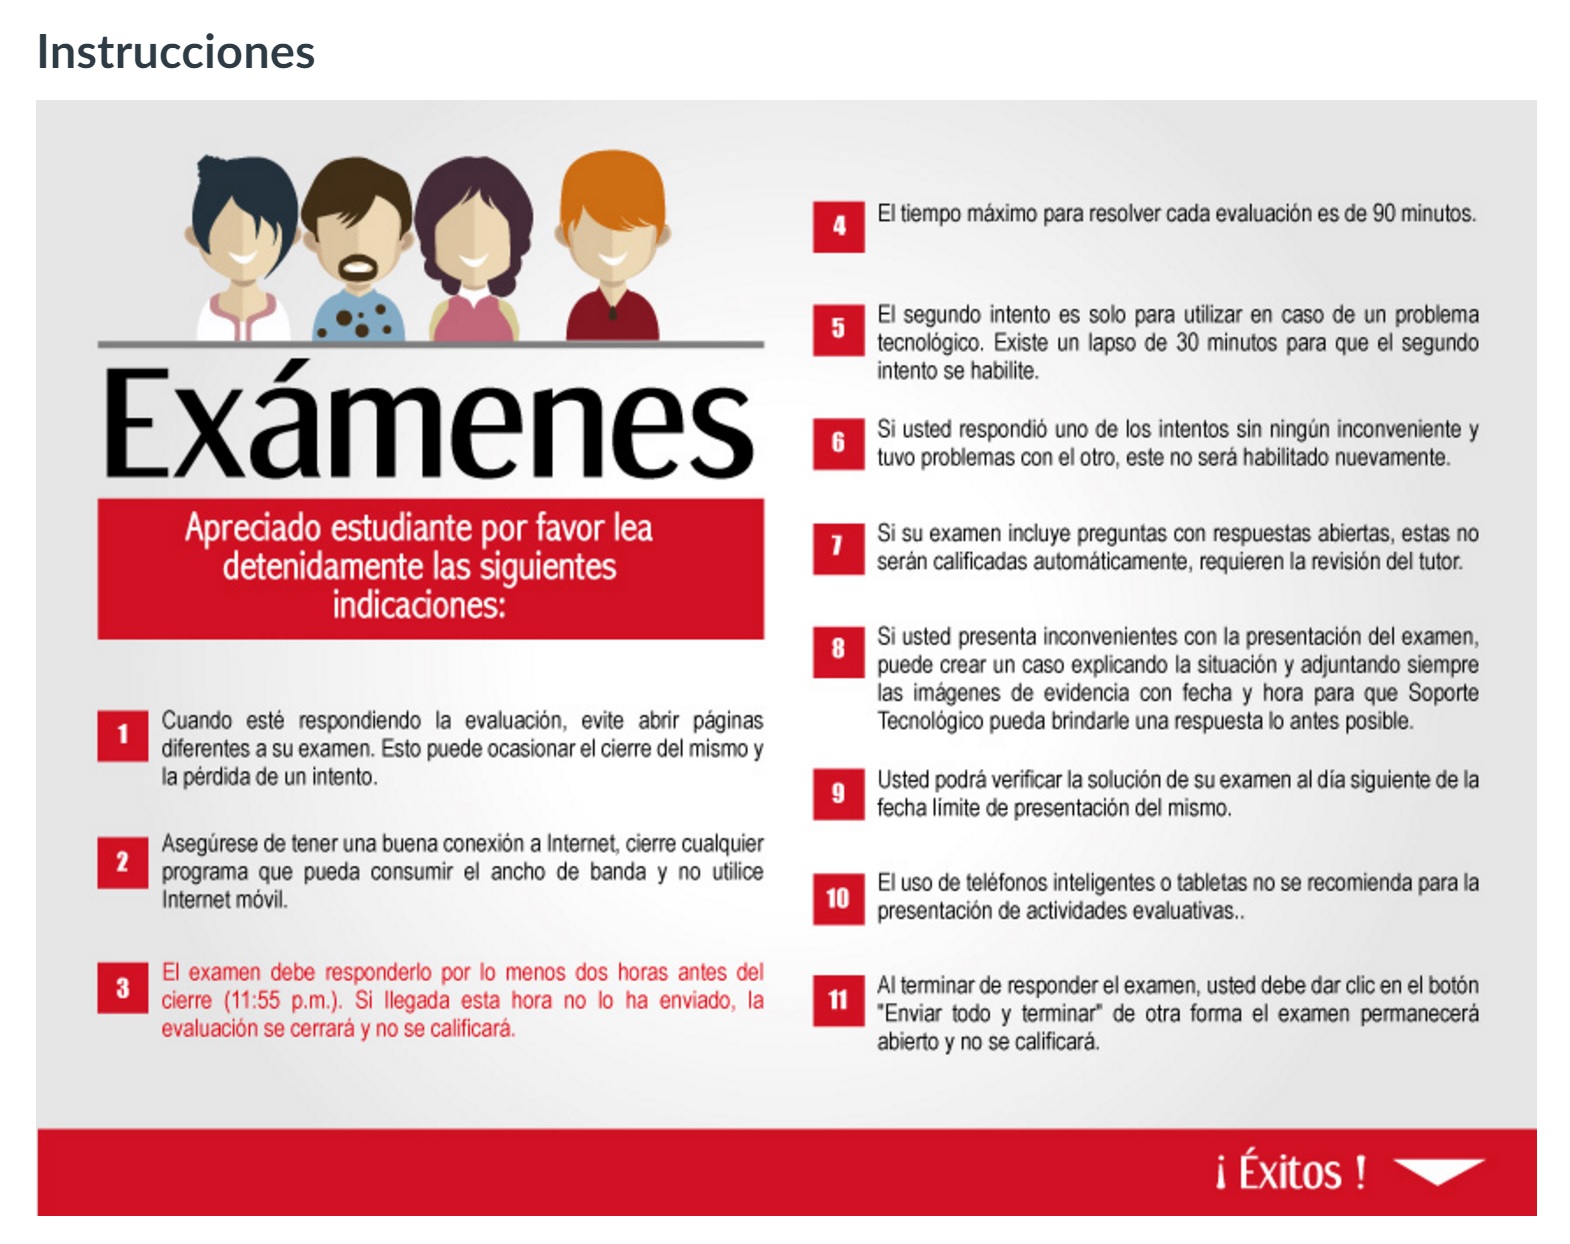 Instrucciones
Exámenes
Apreciado estudiante por favor lea
detenidamente las siguientes
indicaciones:
1
Cuando esté respondiendo la evaluación, evite abrir páginas
diferentes a su examen. Esto puede ocasionar el cierre del mismo y
la pérdida de un intento.
2
Asegúrese de tener una buena conexión a Internet, cierre cualquier
programa que pueda consumir el ancho de banda y no utilice
Internet móvil.
3
El examen debe responderlo por lo menos dos horas antes del
cierre (11:55 p.m.). Si llegada esta hora no lo ha enviado, la
evaluación se cerrará y no se calificará.
4
El tiempo máximo para resolver cada evaluación es de 90 minutos.
5
El segundo intento es solo para utilizar en caso de un problema
tecnológico. Existe un lapso de 30 minutos para que el segundo
intento se habilite.
6
Si usted respondió uno de los intentos sin ningún inconveniente y
tuvo problemas con el otro, este no será habilitado nuevamente.
7
Si su examen incluye preguntas con respuestas abiertas, estas no
serán calificadas automáticamente, requieren la revisión del tutor.
8
Si usted presenta inconvenientes con la presentación del examen,
puede crear un caso explicando la situación y adjuntando siempre
las imágenes de evidencia con fecha y hora para que Soporte
Tecnológico pueda brindarle una respuesta lo antes posible.
9
Usted podrá verificar la solución de su examen al día siguiente de la
fecha límite de presentación del mismo.
10
El uso de teléfonos inteligentes o tabletas no se recomienda para la
presentación de actividades evaluativas..
11
Al terminar de responder el examen, usted debe dar clic en el botón
"Enviar todo y terminar" de otra forma el examen permanecerá
abierto y no se calificará.
¡ Éxitos !